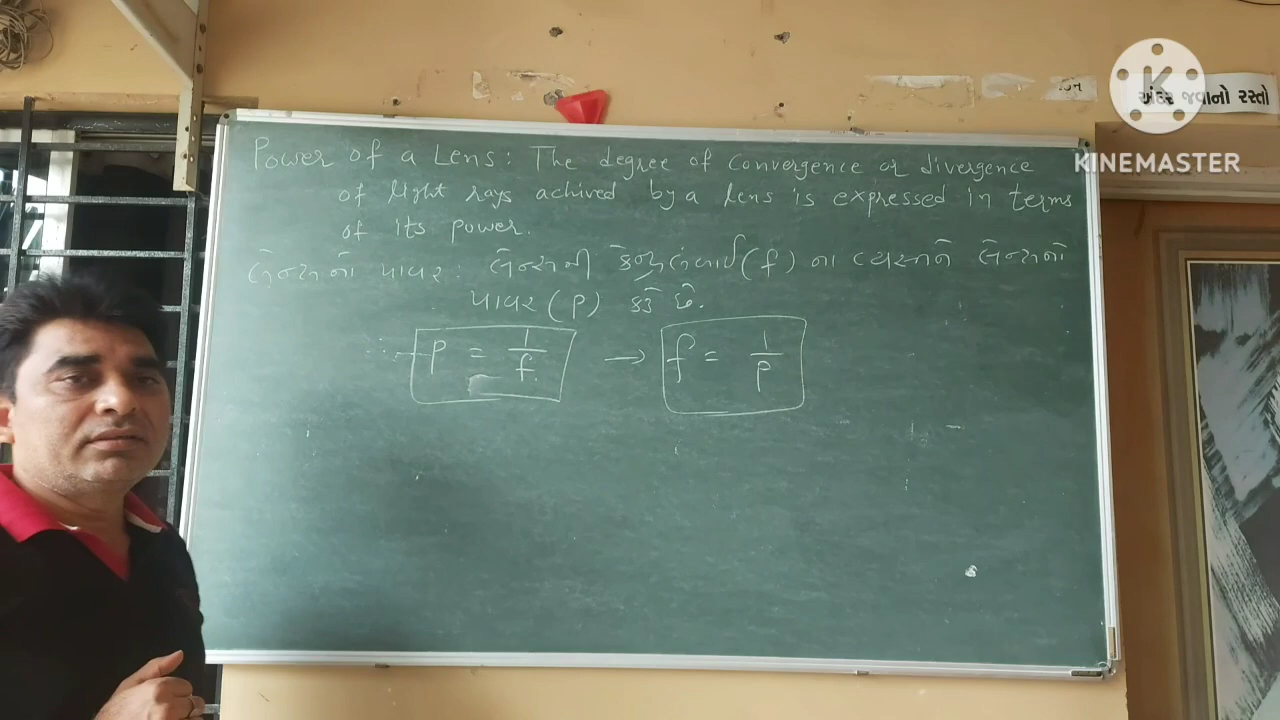 Power of a Lens: The degree of convergence or divergence
of light rays achived by a lens is expressed in terms
of its power.
લેન્સનો પાવર: લેન્સની કેન્દ્રલંબાઈ (f) ના વ્યસ્તને લેન્સનો
પાવર (P) કહે છે.
P = 1/f → f = 1/P
K
KINEMASTER
અંદર જવાનો રસ્તો